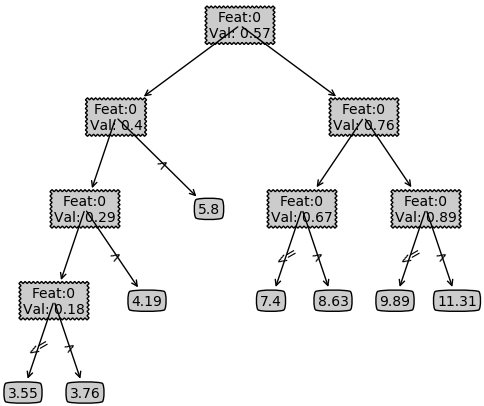 Feat:0
Val: 0.57
Feat:0
Val: 0.4
Feat:0
Val: 0.76
>
Feat:0
Val: 0.29
5.8
Feat:0
Val: 0.67
Feat:0
Val: 0.89
>
<=
>
<=
>
Feat:0
Val: 0.18
4.19
7.4
8.63
9.89
11.31
<=
>
3.55
3.76